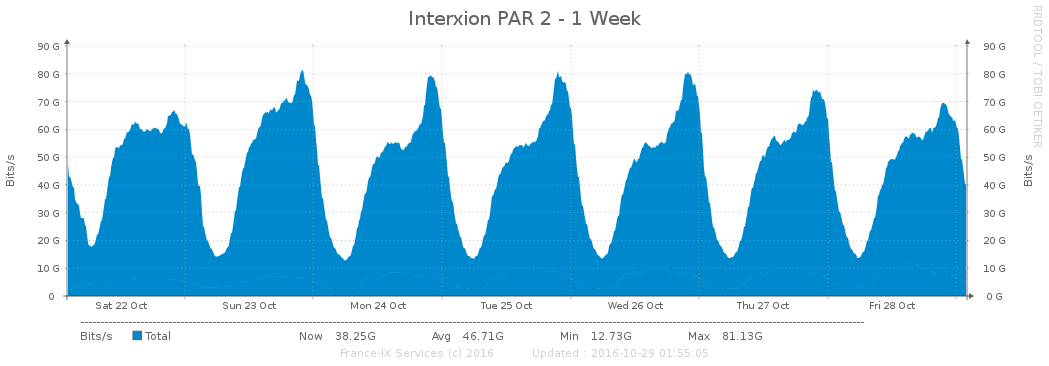 Interxion PAR 2 - 1 Week
RRDTOOL / TOBI OETIKER
90 G 90 G
80 G 80 G
70 G 70 G
60 G 60 G
50 G 50 G
40 G 40 G
30 G 30 G
20 G 20 G
10 G 10 G
0 0 G
Bits/s
Bits/s
Sat 22 Oct Sun 23 Oct Mon 24 Oct Tue 25 Oct Wed 26 Oct Thu 27 Oct Fri 28 Oct
Bits/s Total Now 38.25G Avg 46.71G Min 12.73G Max 81.13G
France-IX Services (c) 2016 Updated : 2016-10-29 01:55:05